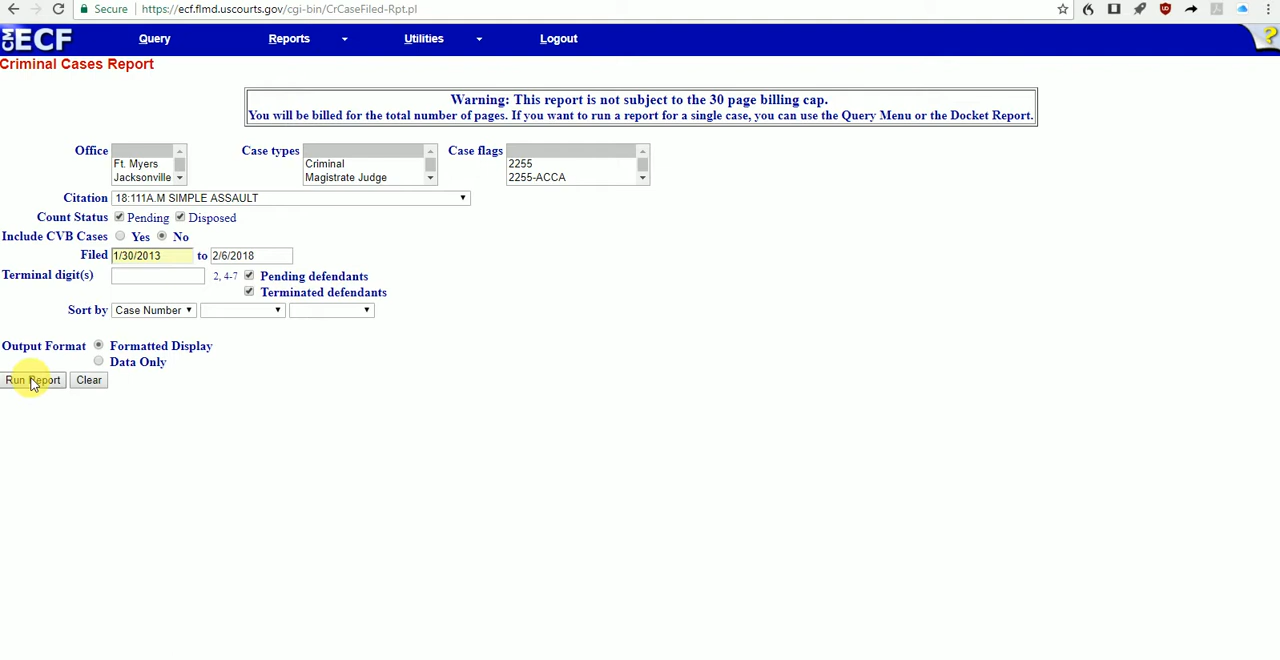 Secure https://ecf.flmd.uscourts.gov/cgi-bin/CrCaseFiled-Rpt.pl
CM ECF Query Reports Utilities Logout ?
Criminal Cases Report
Warning: This report is not subject to the 30 page billing cap.
You will be billed for the total number of pages. If you want to run a report for a single case, you can use the Query Menu or the Docket Report.
Office Case types Case flags
Ft. Myers Criminal 2255
Jacksonville Magistrate Judge 2255-ACCA
Citation 18:111A.M SIMPLE ASSAULT
Count Status Pending Disposed
Include CVB Cases Yes No
Filed 1/30/2013 to 2/6/2018
Terminal digit(s) 2, 4-7 Pending defendants
Terminated defendants
Sort by Case Number
Output Format Formatted Display
Data Only
Run Report Clear